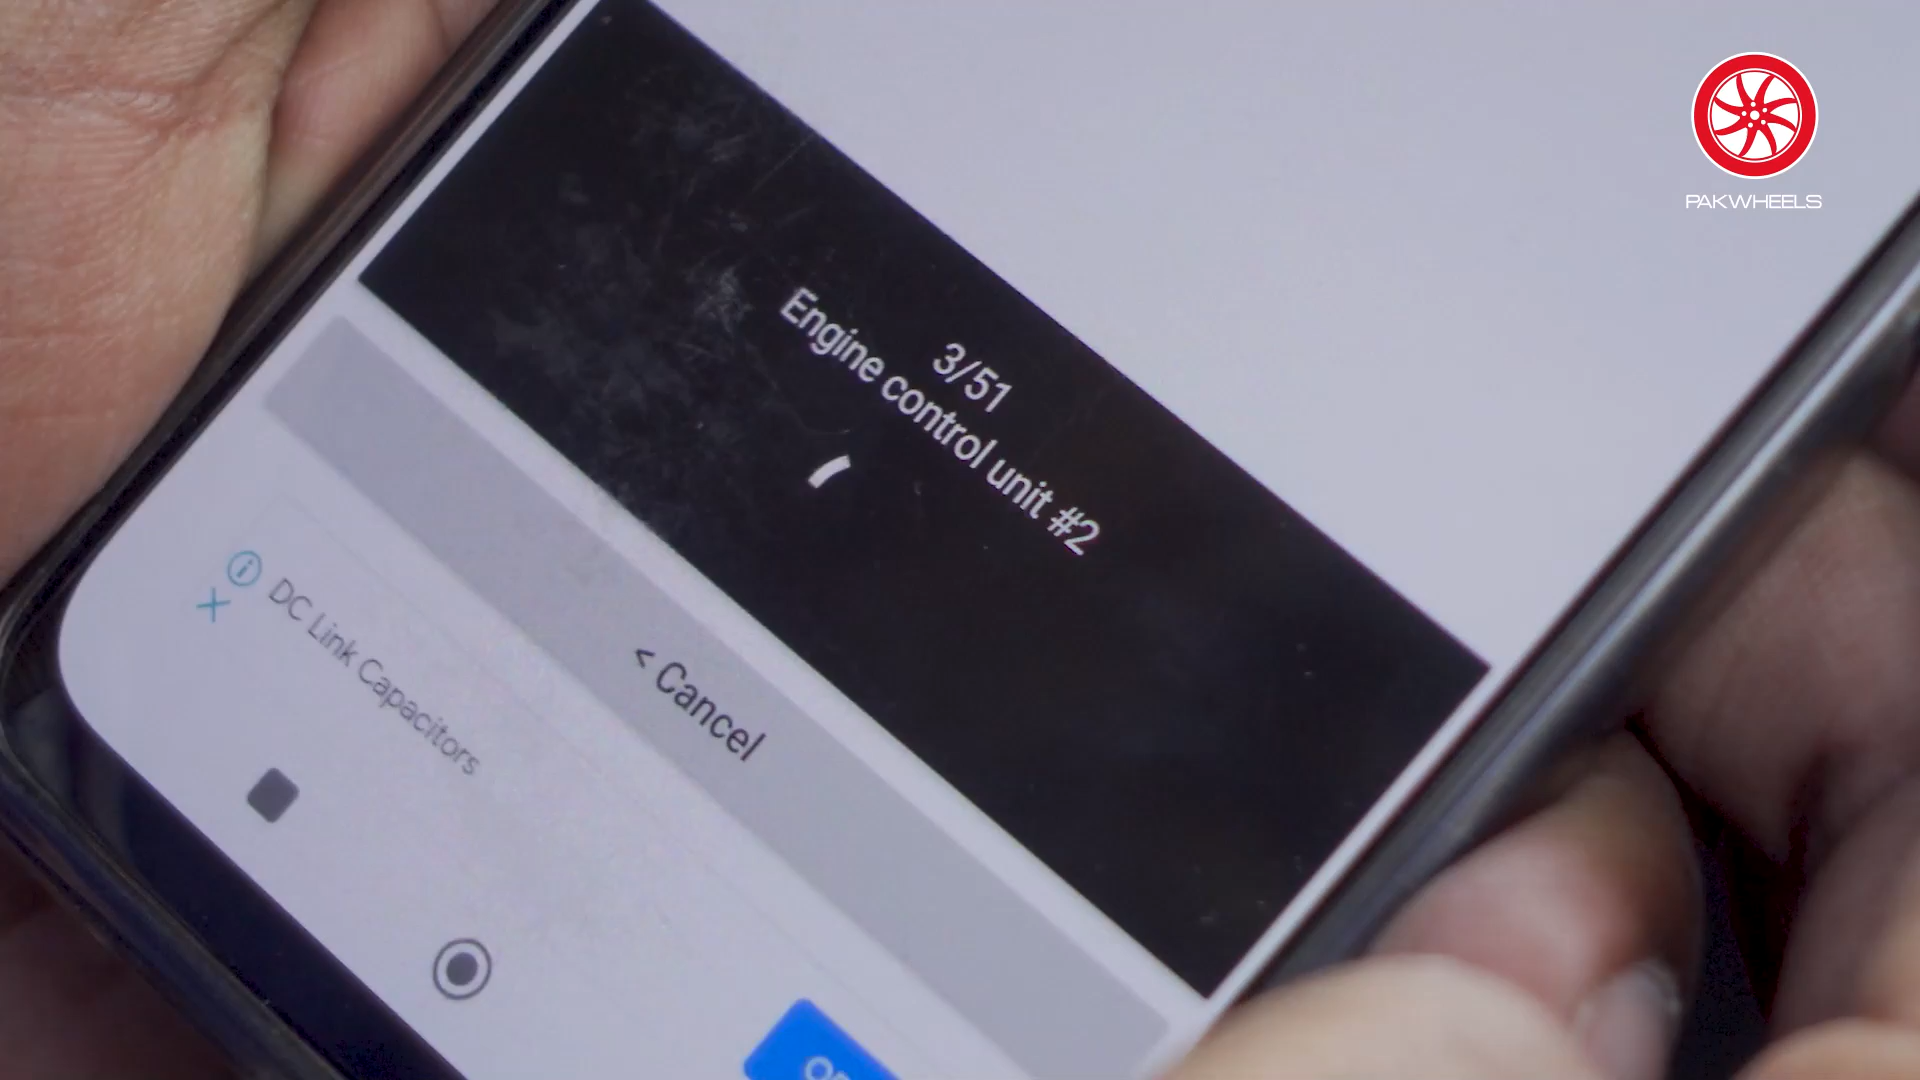 PAKWHEELS
3/51
Engine control unit #2
< Cancel
DC Link Capacitors